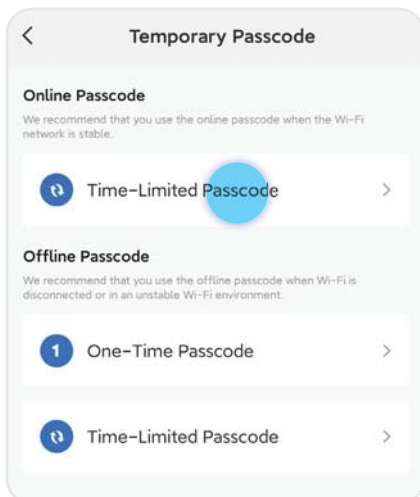 Temporary Passcode
Online Passcode
We recommend that you use the online passcode when the Wi-Fi
network is stable.
Time-Limited Passcode
Offline Passcode
We recommend that you use the offline passcode when Wi-Fi is
disconnected or in an unstable Wi-Fi environment.
1 One-Time Passcode
Time-Limited Passcode